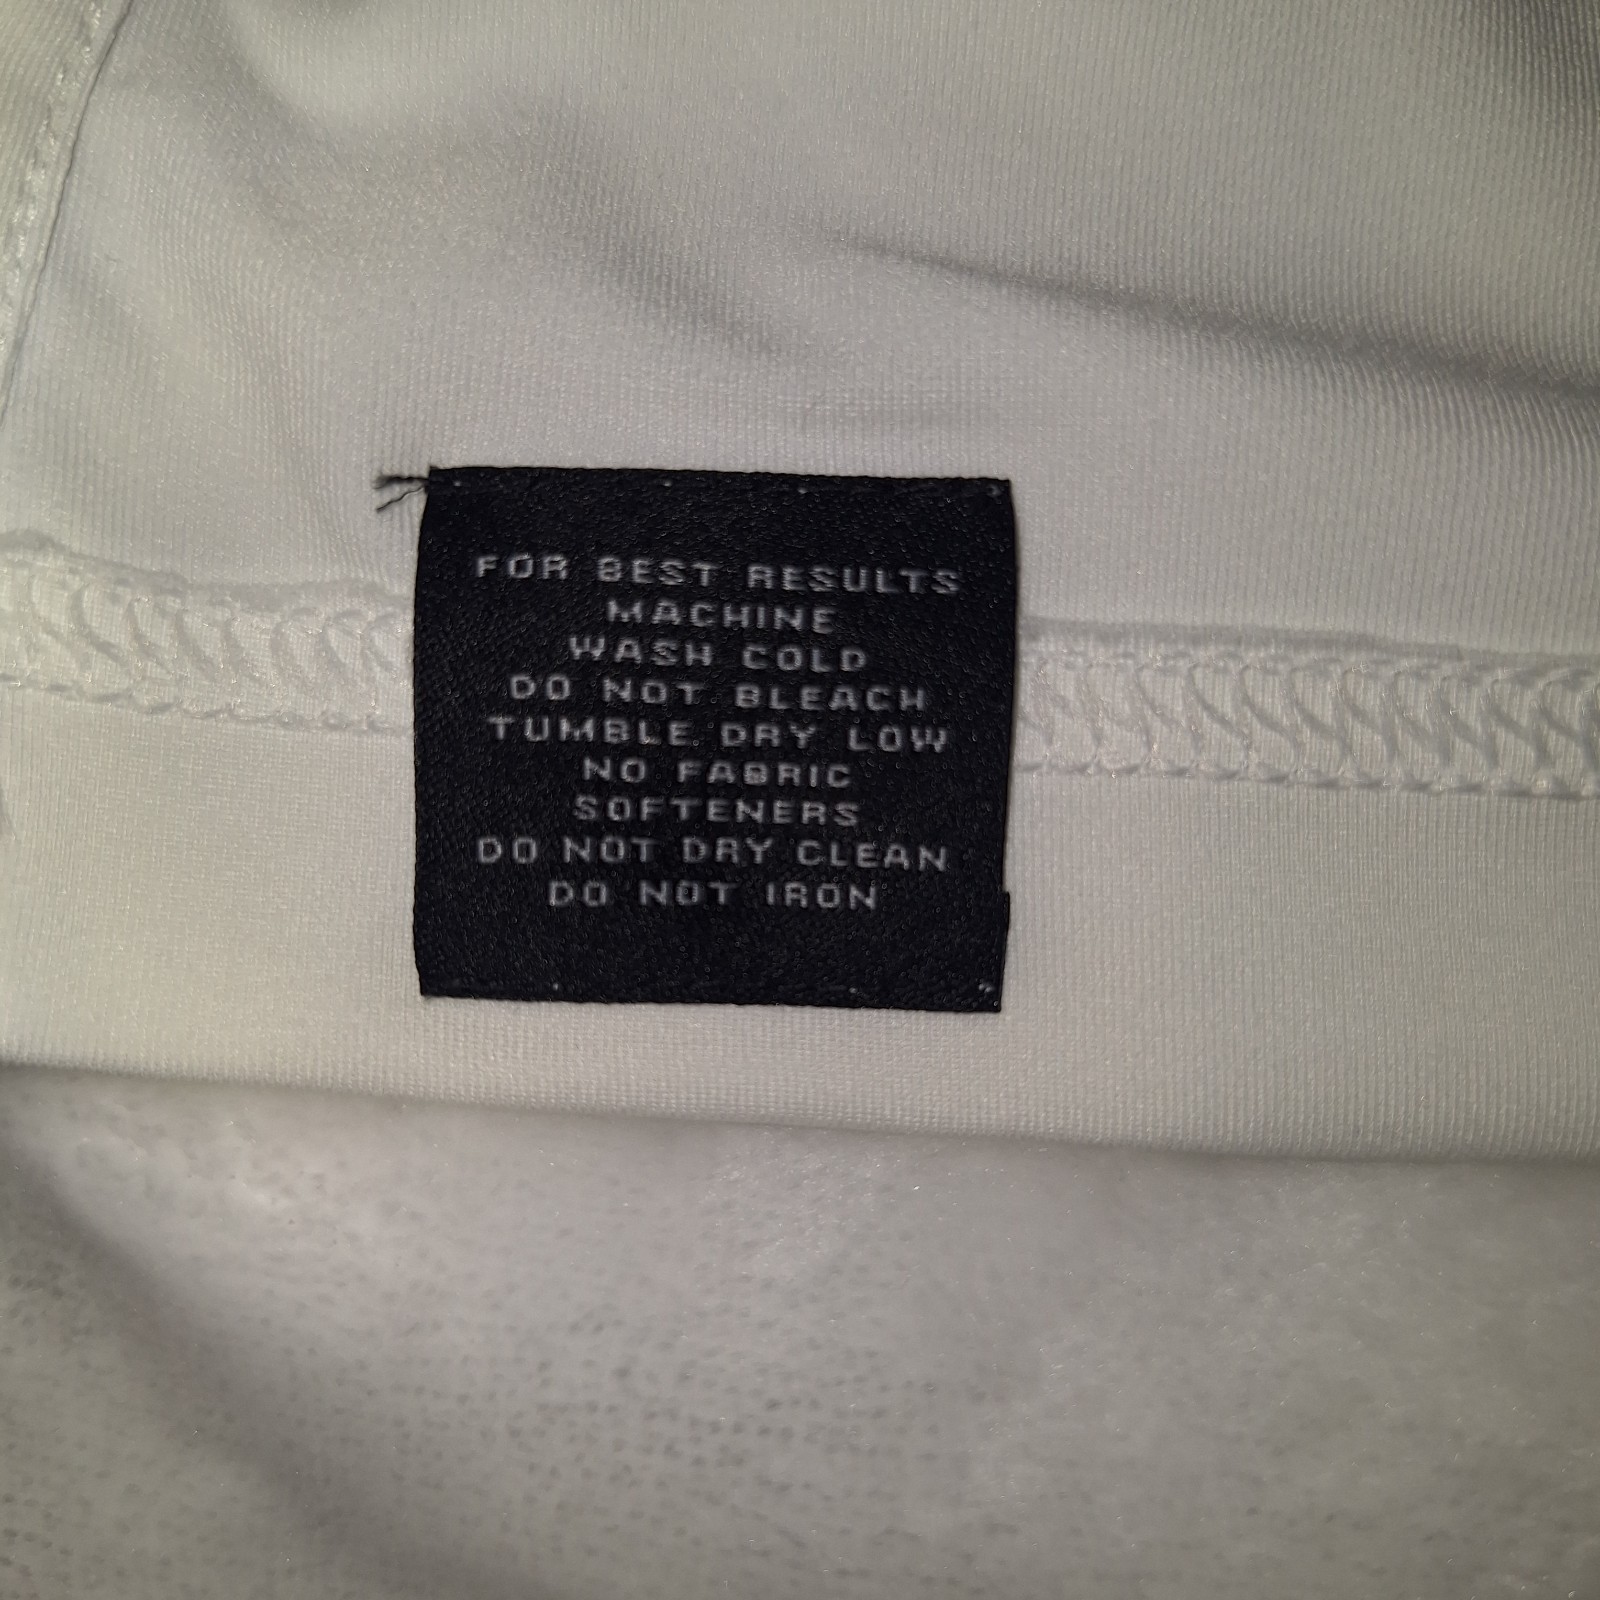 FOR BEST RESULTS
MACHINE
WASH COLD
DO NOT BLEACH
TUMBLE DRY LOW
NO FABRIC
SOFTENERS
DO NOT DRY CLEAN
DO NOT IRON